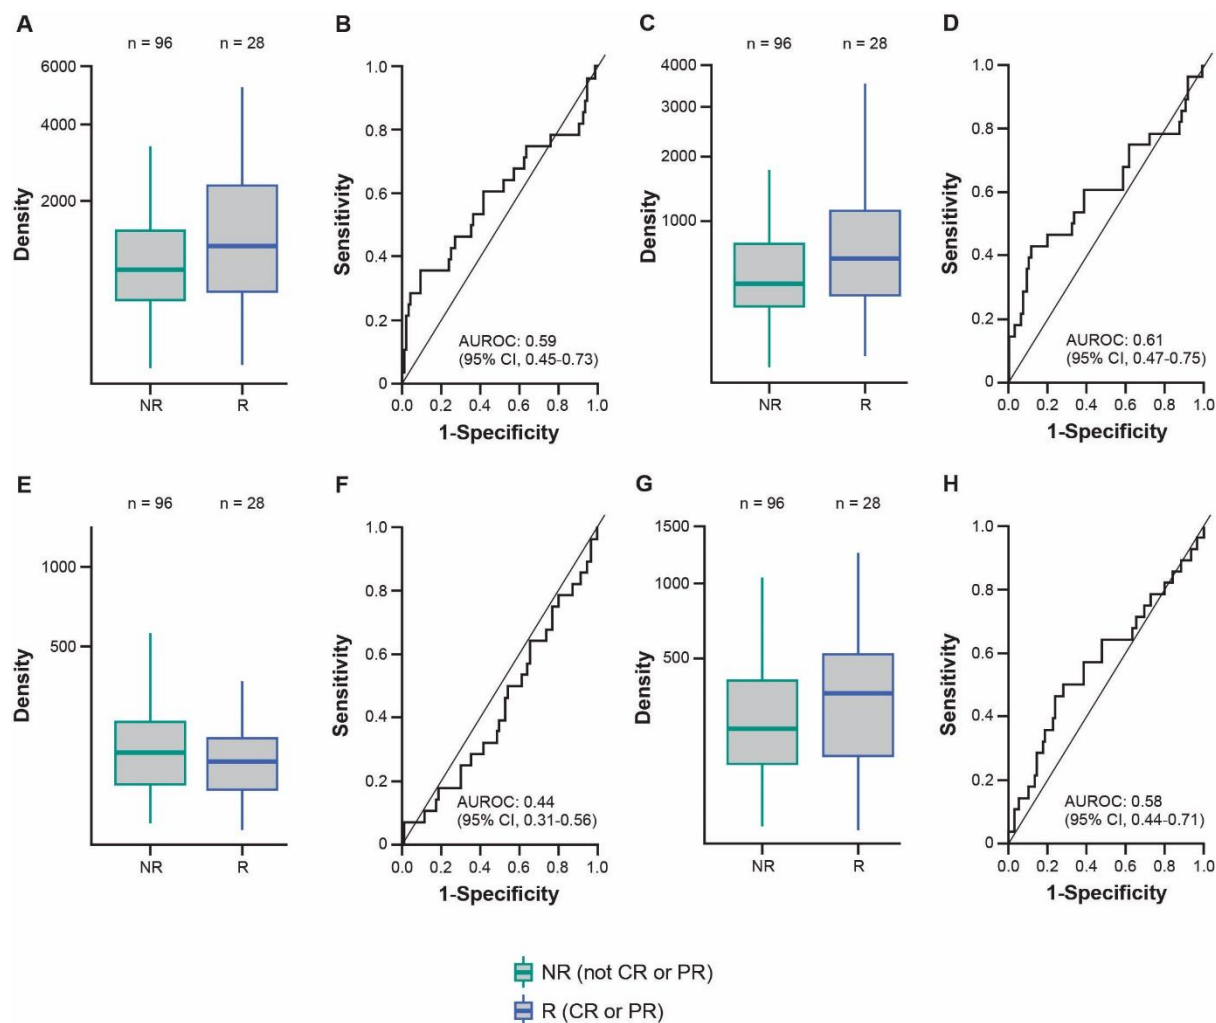 A
n = 96
n = 28
6000
4000
2000
Density
NR
R
B
1.0
0.8
0.6
0.4
0.2
0
Sensitivity
AUROC: 0.59
(95% CI, 0.45-0.73)
0.0 0.2 0.4 0.6 0.8 1.0
1-Specificity
C
n = 96
n = 28
4000
3000
2000
1000
Density
NR
R
D
1.0
0.8
0.6
0.4
0.2
0
Sensitivity
AUROC: 0.61
(95% CI, 0.47-0.75)
0.0 0.2 0.4 0.6 0.8 1.0
1-Specificity
E
n = 96
n = 28
1000
500
Density
NR
R
F
1.0
0.8
0.6
0.4
0.2
0
Sensitivity
AUROC: 0.44
(95% CI, 0.31-0.56)
0.0 0.2 0.4 0.6 0.8 1.0
1-Specificity
G
n = 96
n = 28
1500
1000
500
Density
NR
R
H
1.0
0.8
0.6
0.4
0.2
0
Sensitivity
AUROC: 0.58
(95% CI, 0.44-0.71)
0.0 0.2 0.4 0.6 0.8 1.0
1-Specificity
NR (not CR or PR)
R (CR or PR)